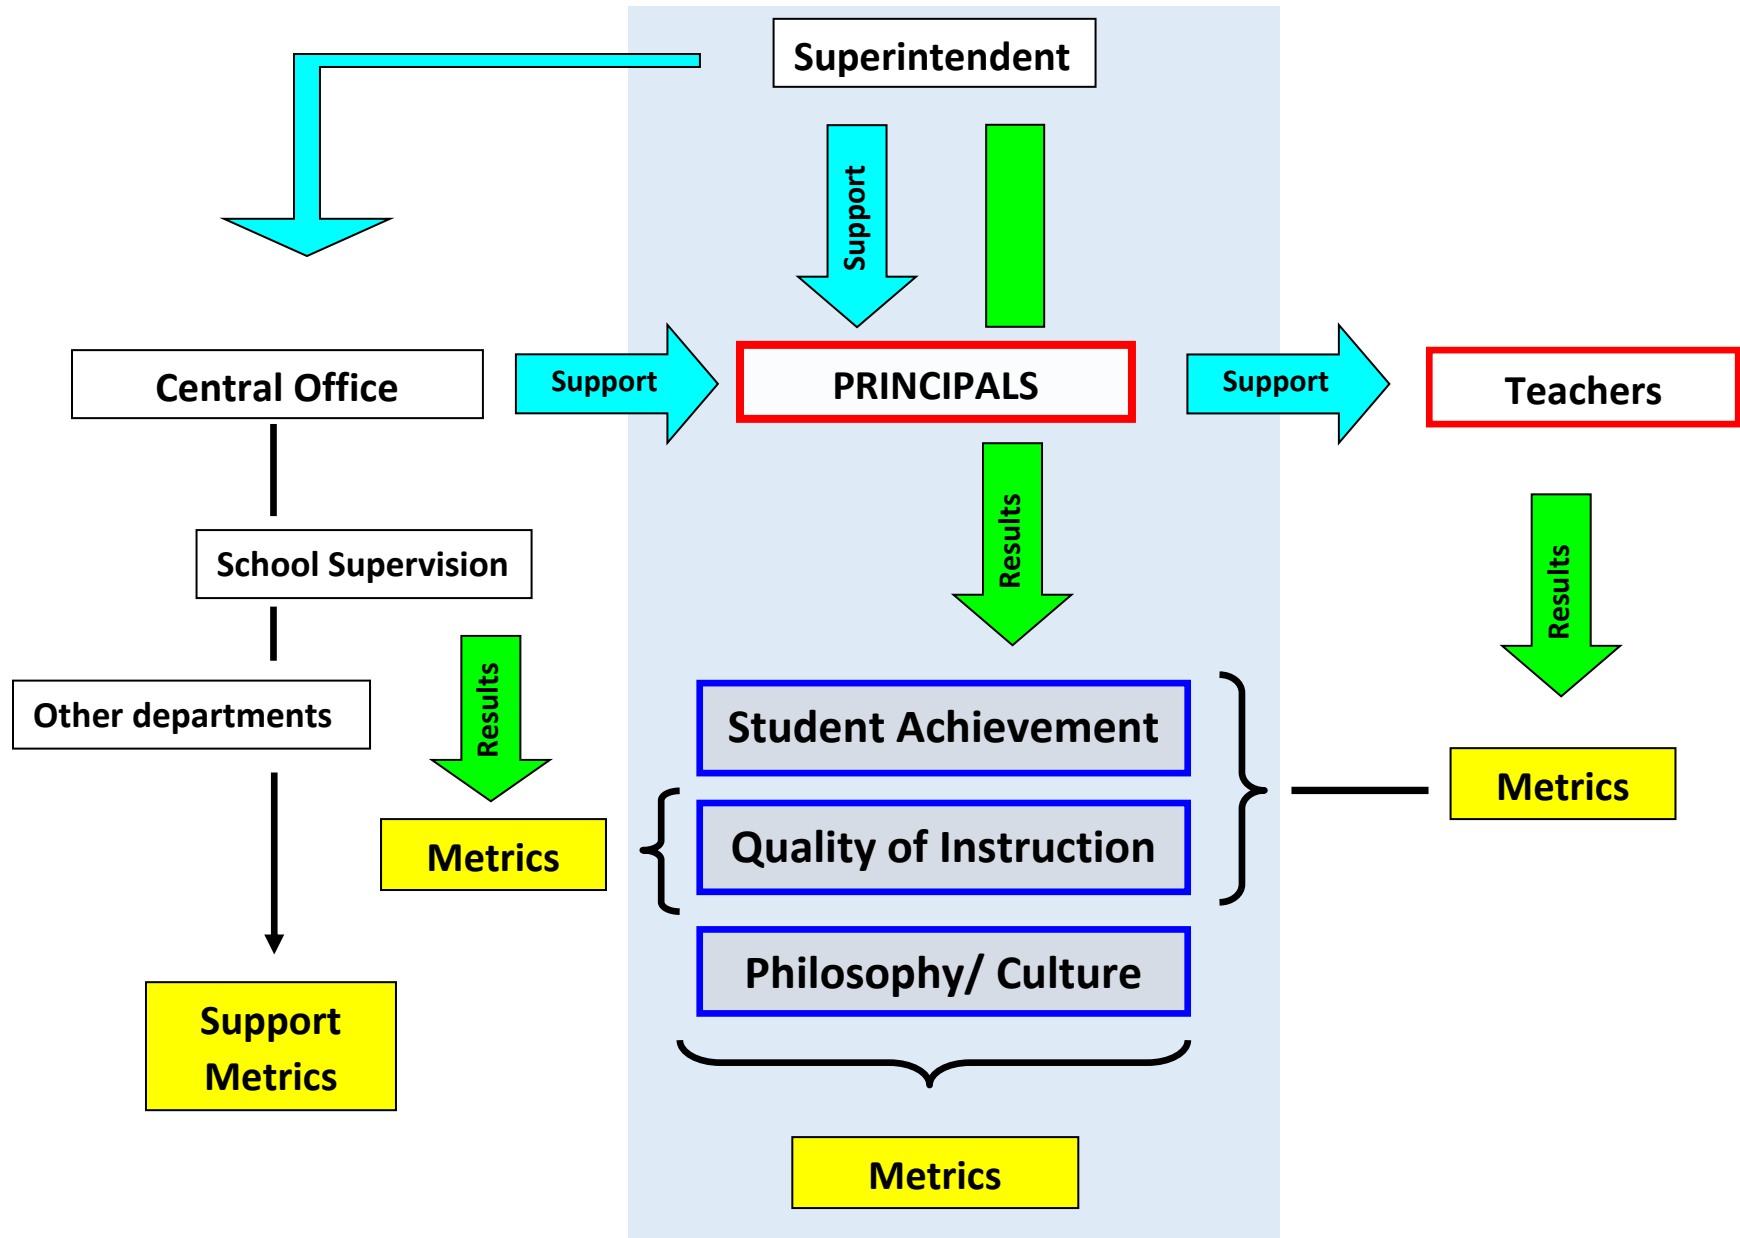 Superintendent
Support
Central Office
Support
PRINCIPALS
Support
Teachers
School Supervision
Results
Results
Other departments
Results
Student Achievement
Metrics
Quality of Instruction
Metrics
Philosophy/ Culture
Support
Metrics
Metrics